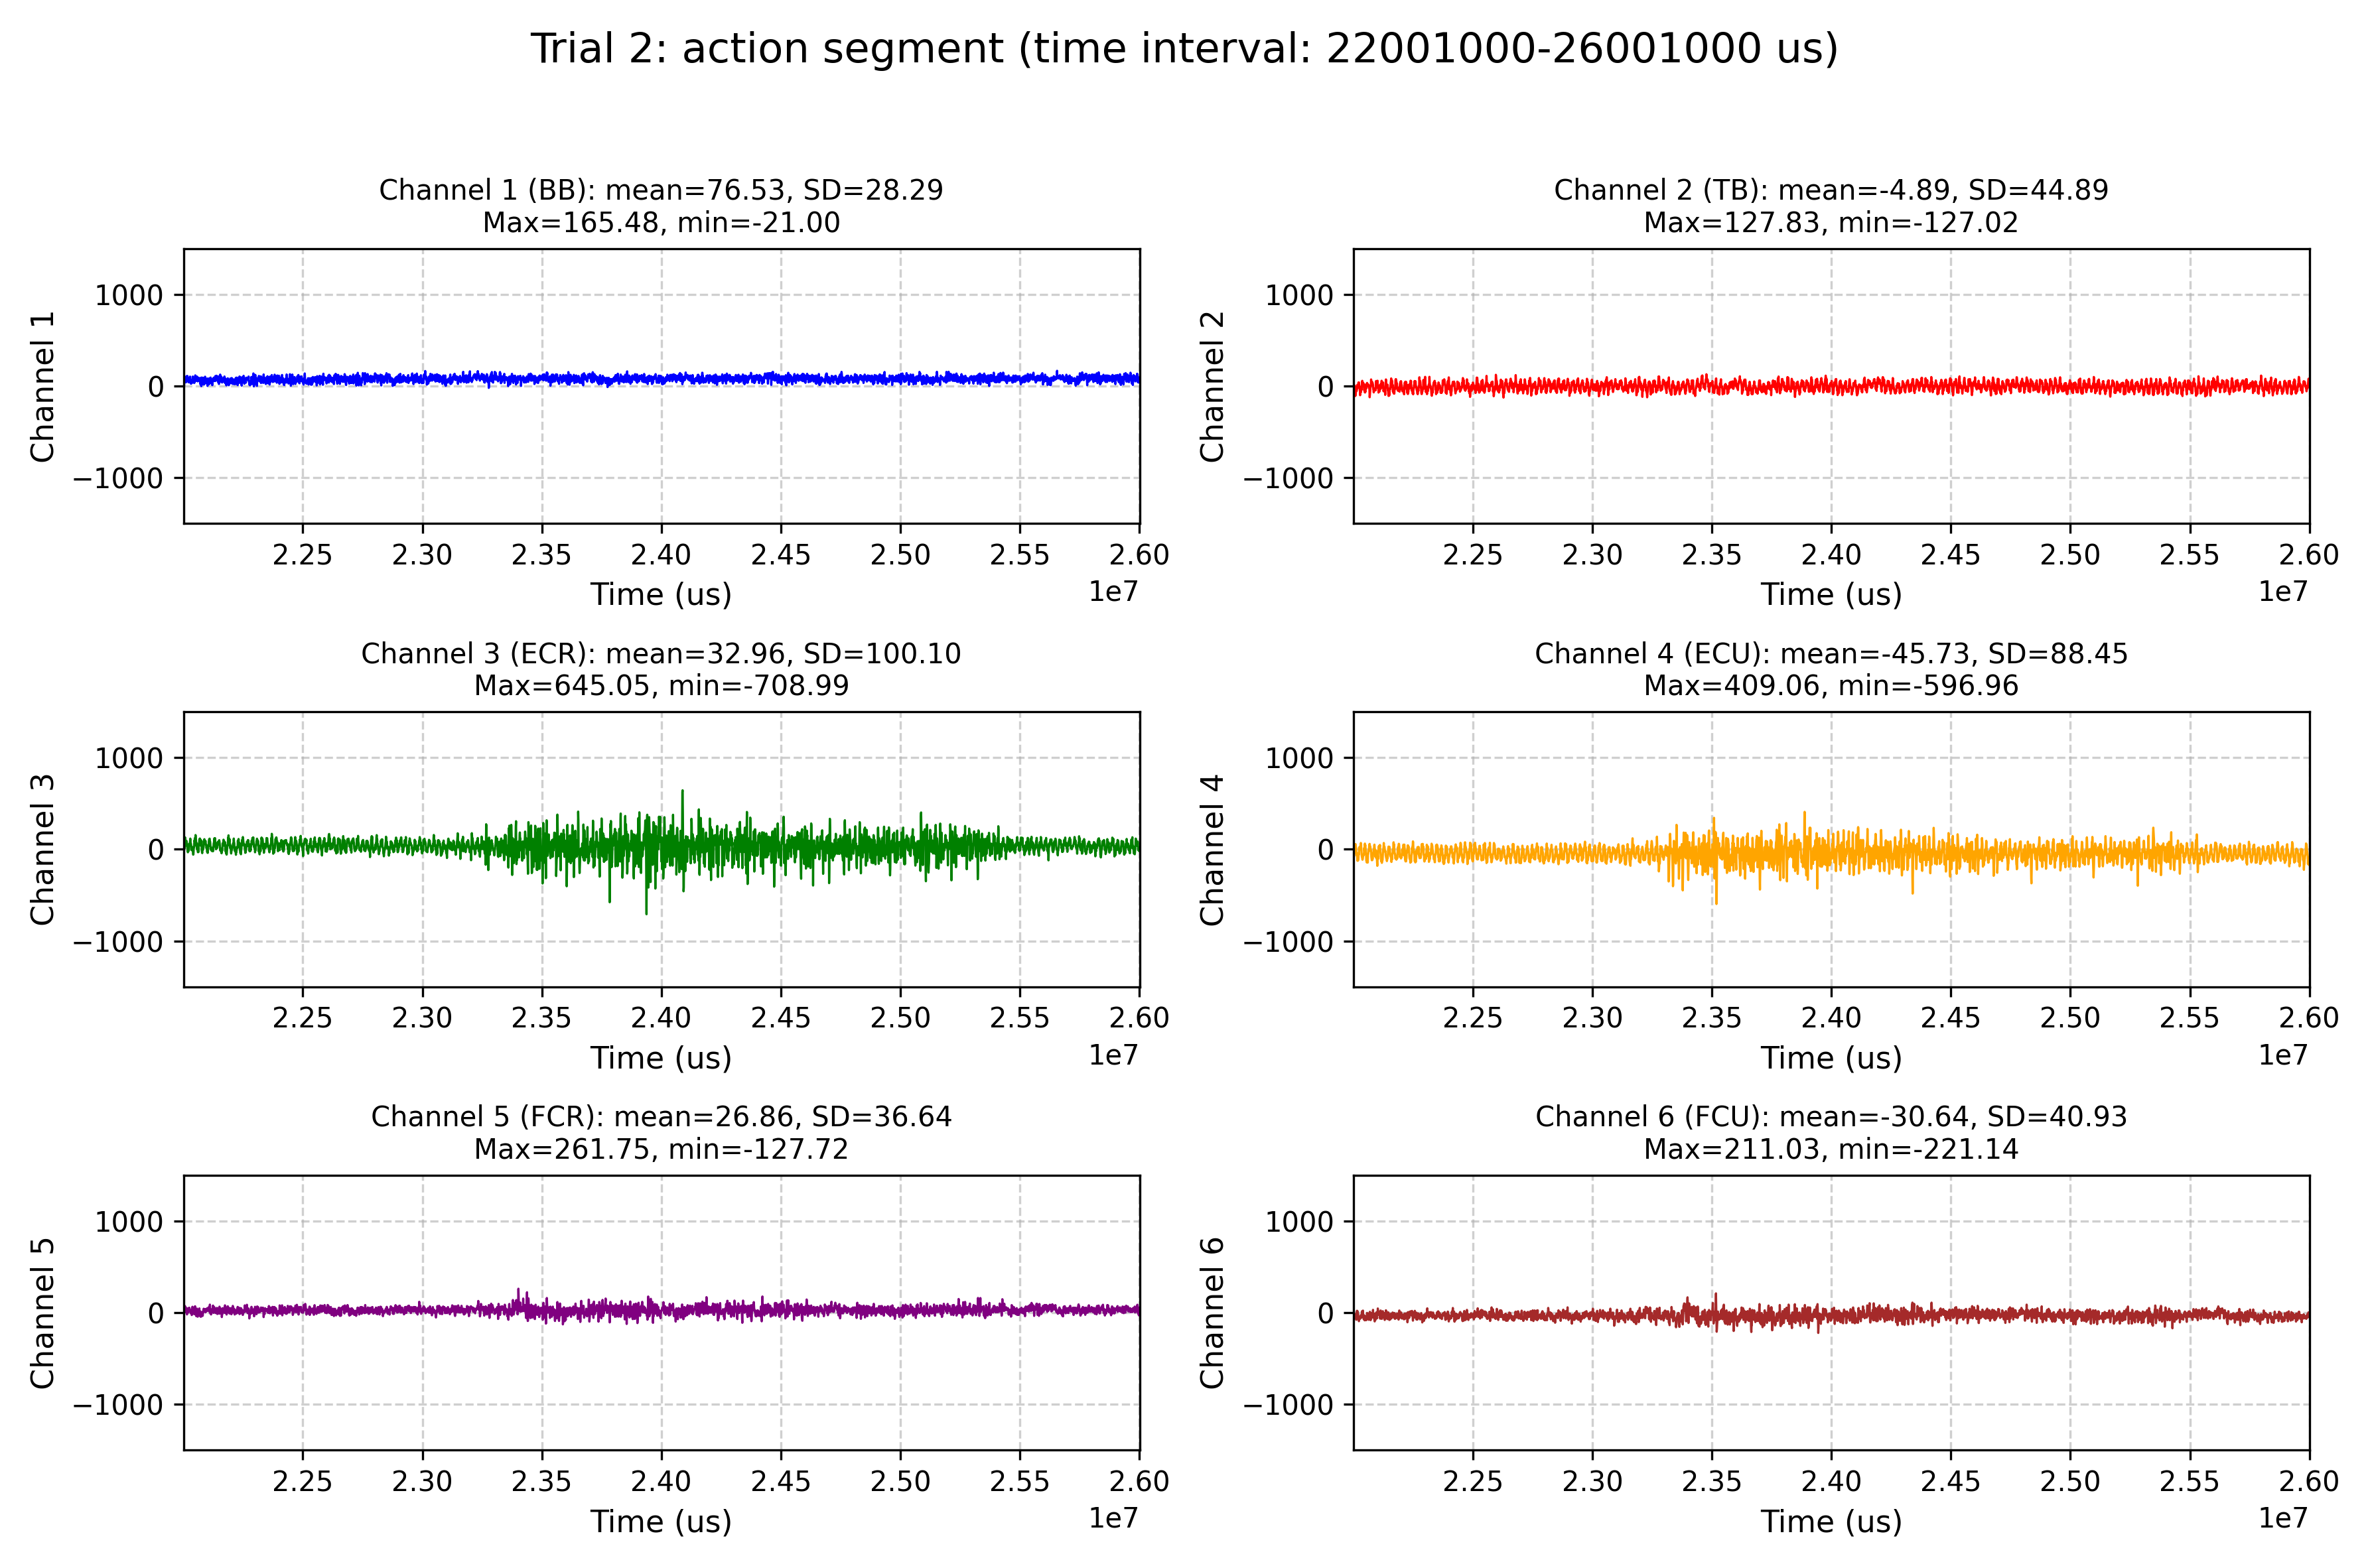 Trial 2: action segment (time interval: 22001000-26001000 us)
Channel 1 (BB): mean=76.53, SD=28.29
Max=165.48, min=-21.00
Channel 1
1000
0
−1000
2.25 2.30 2.35 2.40 2.45 2.50 2.55 2.60
Time (us)
1e7
Channel 2 (TB): mean=-4.89, SD=44.89
Max=127.83, min=-127.02
Channel 2
1000
0
−1000
2.25 2.30 2.35 2.40 2.45 2.50 2.55 2.60
Time (us)
1e7
Channel 3 (ECR): mean=32.96, SD=100.10
Max=645.05, min=-708.99
Channel 3
1000
0
−1000
2.25 2.30 2.35 2.40 2.45 2.50 2.55 2.60
Time (us)
1e7
Channel 4 (ECU): mean=-45.73, SD=88.45
Max=409.06, min=-596.96
Channel 4
1000
0
−1000
2.25 2.30 2.35 2.40 2.45 2.50 2.55 2.60
Time (us)
1e7
Channel 5 (FCR): mean=26.86, SD=36.64
Max=261.75, min=-127.72
Channel 5
1000
0
−1000
2.25 2.30 2.35 2.40 2.45 2.50 2.55 2.60
Time (us)
1e7
Channel 6 (FCU): mean=-30.64, SD=40.93
Max=211.03, min=-221.14
Channel 6
1000
0
−1000
2.25 2.30 2.35 2.40 2.45 2.50 2.55 2.60
Time (us)
1e7